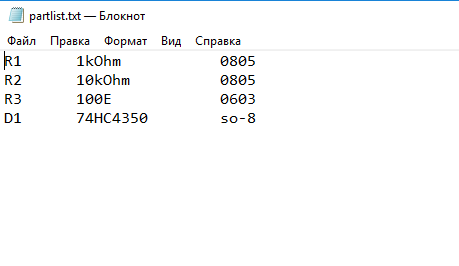 partlist.txt — Блокнот
Файл Правка Формат Вид Справка
R1 1kOhm 0805
R2 10kOhm 0805
R3 100E 0603
D1 74HC4350 so-8